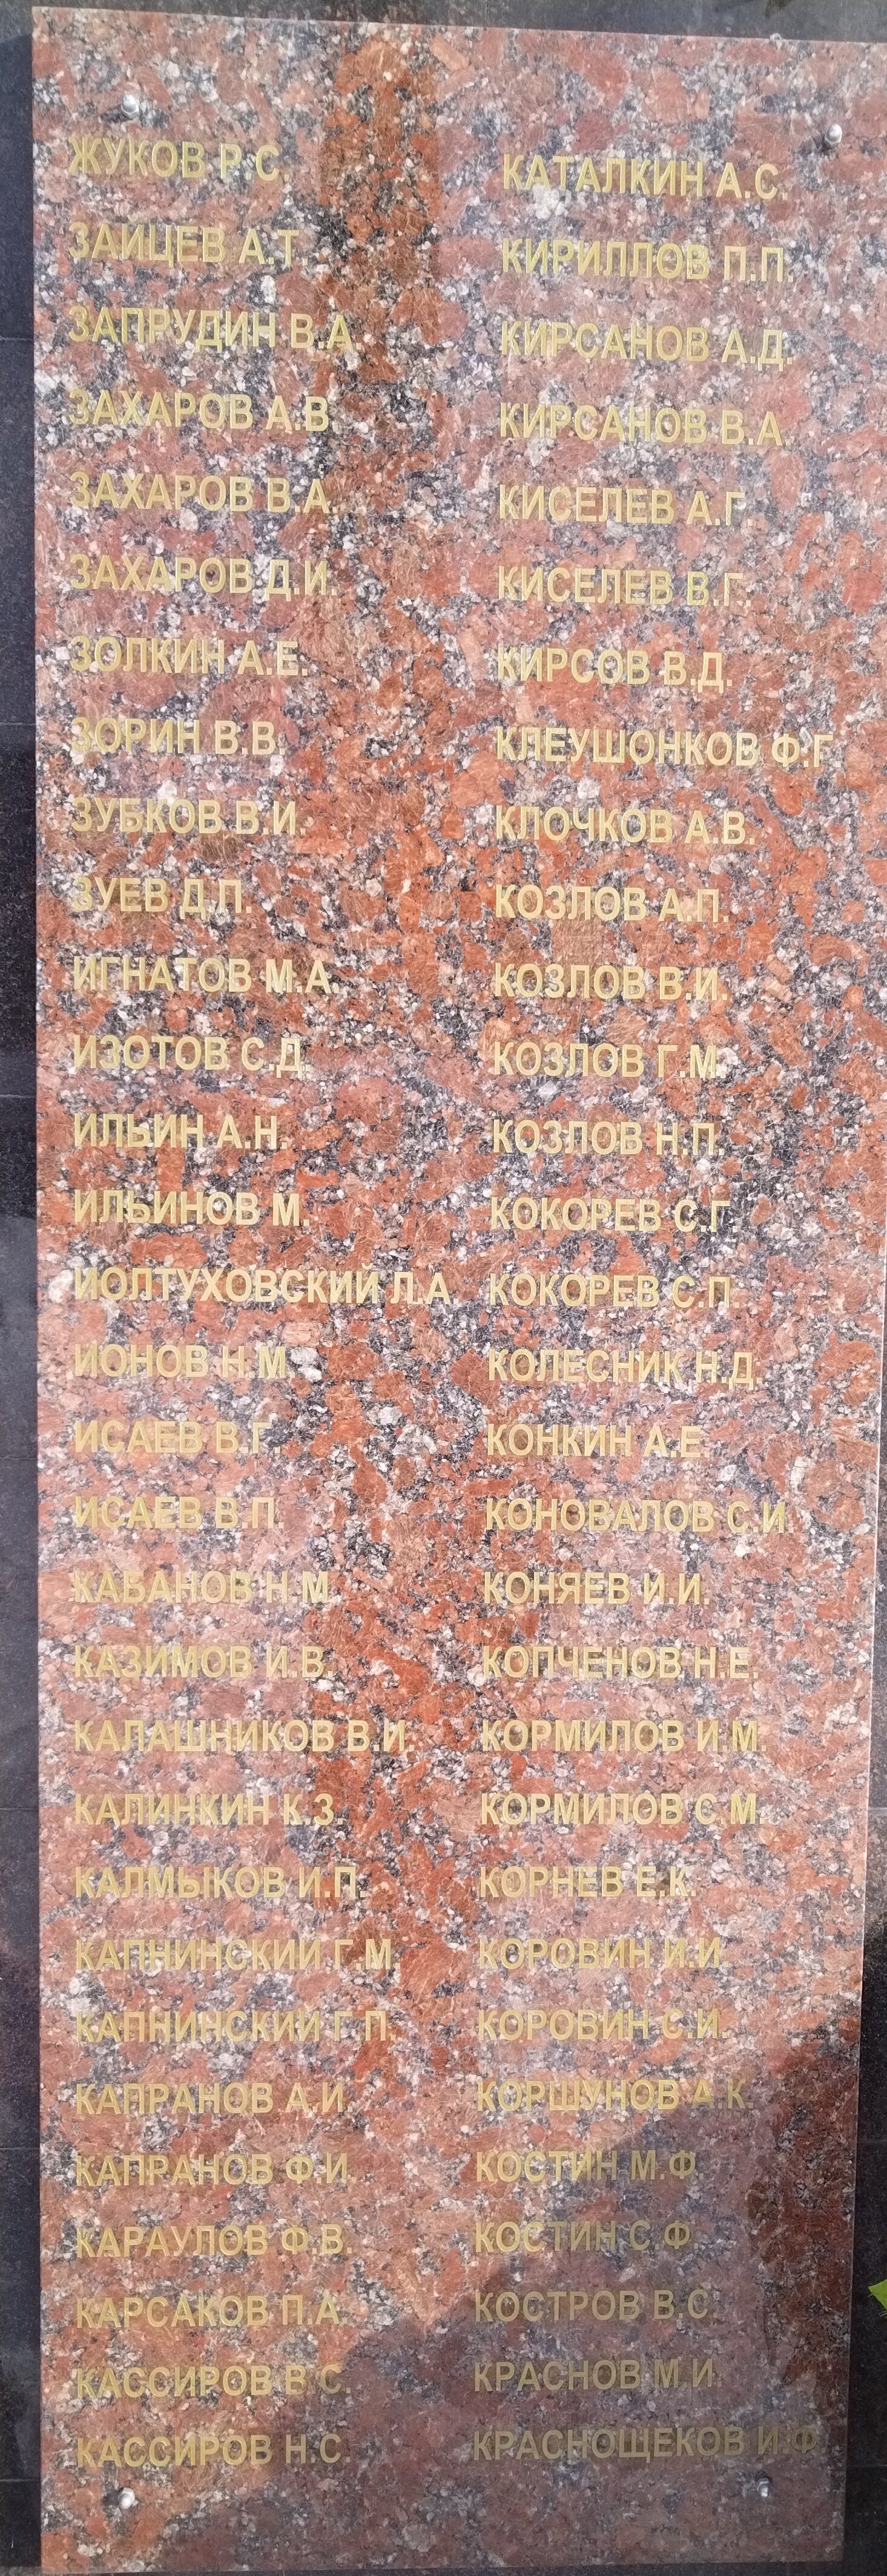 ЖУКОВ Р.С.
ЗАЙЦЕВ А.Т.
ЗАПРУДИН В.А.
ЗАХАРОВ А.В.
ЗАХАРОВ В.А.
ЗАХАРОВ Д.И.
ЗОЛКИН А.Е.
ЗОРИН В.В.
ЗУБКОВ В.И.
ЗУЕВ Д.П.
ИГНАТОВ М.А.
ИЗОТОВ С.Д.
ИЛЬИН А.Н.
ИЛЬИНОВ М.
ИОЛТУХОВСКИЙ Л.А.
ИОНОВ Н.М.
ИСАЕВ В.Г.
ИСАЕВ В.П.
КАБАНОВ Н.М.
КАЗИМОВ И.В.
КАЛАШНИКОВ В.И.
КАЛИНКИН К.З.
КАЛМЫКОВ И.П.
КАПНИНСКИЙ Г.М.
КАПНИНСКИЙ Г.П.
КАПРАНОВ А.И.
КАПРАНОВ Ф.И.
КАРАУЛОВ Ф.В.
КАРСАКОВ П.А.
КАССИРОВ В.С.
КАССИРОВ Н.С.
КАТАЛКИН А.С.
КИРИЛЛОВ П.П.
КИРСАНОВ А.Д.
КИРСАНОВ В.А.
КИСЕЛЕВ А.Г.
КИСЕЛЕВ В.Г.
КИРСОВ В.Д.
КЛЕУШОНКОВ Ф.Г.
КЛОЧКОВ А.В.
КОЗЛОВ А.П.
КОЗЛОВ В.И.
КОЗЛОВ Г.М.
КОЗЛОВ Н.П.
КОКОРЕВ С.Г.
КОКОРЕВ С.П.
КОЛЕСНИК Н.Д.
КОНКИН А.Е.
КОНОВАЛОВ С.И.
КОНЯЕВ И.И.
КОПЧЕНОВ Н.Е.
КОРМИЛОВ И.М.
КОРМИЛОВ С.М.
КОРНЕВ Е.К.
КОРОВИН И.И.
КОРОВИН С.И.
КОРШУНОВ А.К.
КОСТИН М.Ф.
КОСТИН С.Ф.
КОСТРОВ В.С.
КРАСНОВ М.И.
КРАСНОЩЕКОВ И.Ф.